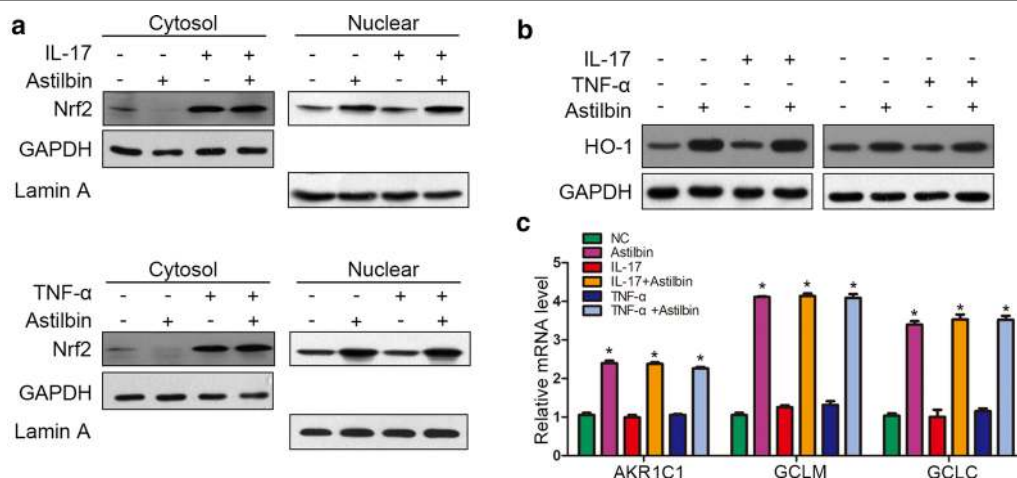 a
Cytosol Nuclear
IL-17 - - + + - - + +
Astilbin - + - + - + - +
Nrf2
GAPDH
Lamin A
Cytosol Nuclear
TNF-α - - + + - - + +
Astilbin - + - + - + - +
Nrf2
GAPDH
Lamin A
b
IL-17 - - + +
TNF-α - - + +
Astilbin - + - + - + - +
HO-1
GAPDH
c
NC
Astilbin
IL-17
IL-17+Astilbin
TNF-α
TNF-α +Astilbin
Relative mRNA level
5
4
3
2
1
0
* * * * * * * * *
AKR1C1 GCLM GCLC